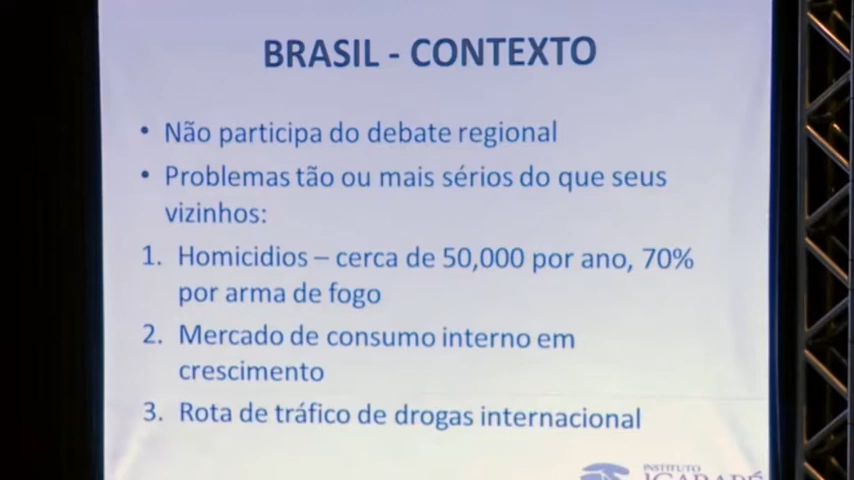 BRASIL - CONTEXTO
• Não participa do debate regional
• Problemas tão ou mais sérios do que seus
vizinhos:
1. Homicidios – cerca de 50,000 por ano, 70%
por arma de fogo
2. Mercado de consumo interno em
crescimento
3. Rota de tráfico de drogas internacional
INSTITUTO
IGARAPÉ